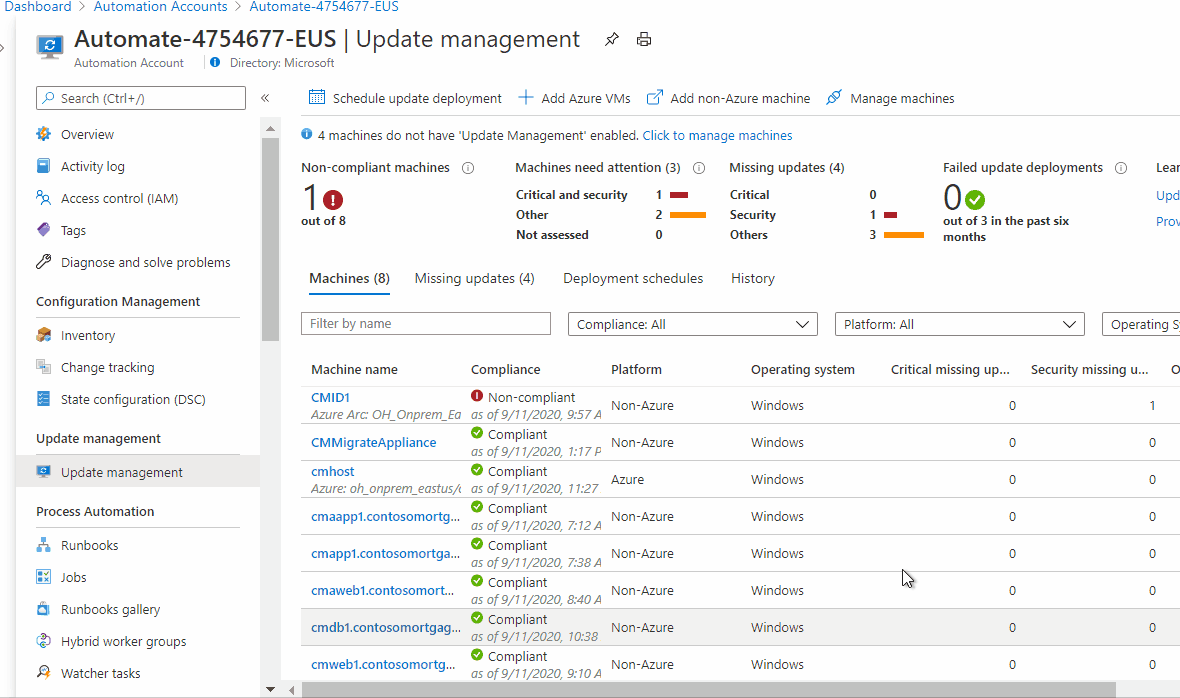 Dashboard > Automation Accounts > Automate-4754677-EUS
Automate-4754677-EUS | Update management
Automation Account
Directory: Microsoft
Search (Ctrl+/)
Overview
Activity log
Access control (IAM)
Tags
Diagnose and solve problems
Configuration Management
Inventory
Change tracking
State configuration (DSC)
Update management
Update management
Process Automation
Runbooks
Jobs
Runbooks gallery
Hybrid worker groups
Watcher tasks
Schedule update deployment
Add Azure VMs
Add non-Azure machine
Manage machines
4 machines do not have 'Update Management' enabled. Click to manage machines
Non-compliant machines
1
out of 8
Machines need attention (3)
Critical and security 1
Other 2
Not assessed 0
Missing updates (4)
Critical 0
Security 1
Others 3
Failed update deployments
0
out of 3 in the past six
months
Lear
Upd
Prov
Machines (8) Missing updates (4) Deployment schedules History
Filter by name Compliance: All Platform: All Operating Sy
Machine name Compliance Platform Operating system Critical missing up... Security missing u... O
CMID1 Non-compliant Non-Azure Windows 0 1
Azure Arc: OH_Onprem_Ea as of 9/11/2020, 9:57 A
CMMigrateAppliance Compliant Non-Azure Windows 0 0
as of 9/11/2020, 1:17 P
cmhost Compliant Azure Windows 0 0
Azure: oh_onprem_eastus/c as of 9/11/2020, 11:27
cmaapp1.contosomortg... Compliant Non-Azure Windows 0 0
as of 9/11/2020, 7:12 A
cmapp1.contosomortga... Compliant Non-Azure Windows 0 0
as of 9/11/2020, 7:38 A
cmaweb1.contosomort... Compliant Non-Azure Windows 0 0
as of 9/11/2020, 8:40 A
cmdb1.contosomortgag... Compliant Non-Azure Windows 0 0
as of 9/11/2020, 10:38
cmweb1.contosomortg... Compliant Non-Azure Windows 0 0
as of 9/11/2020, 9:10 A